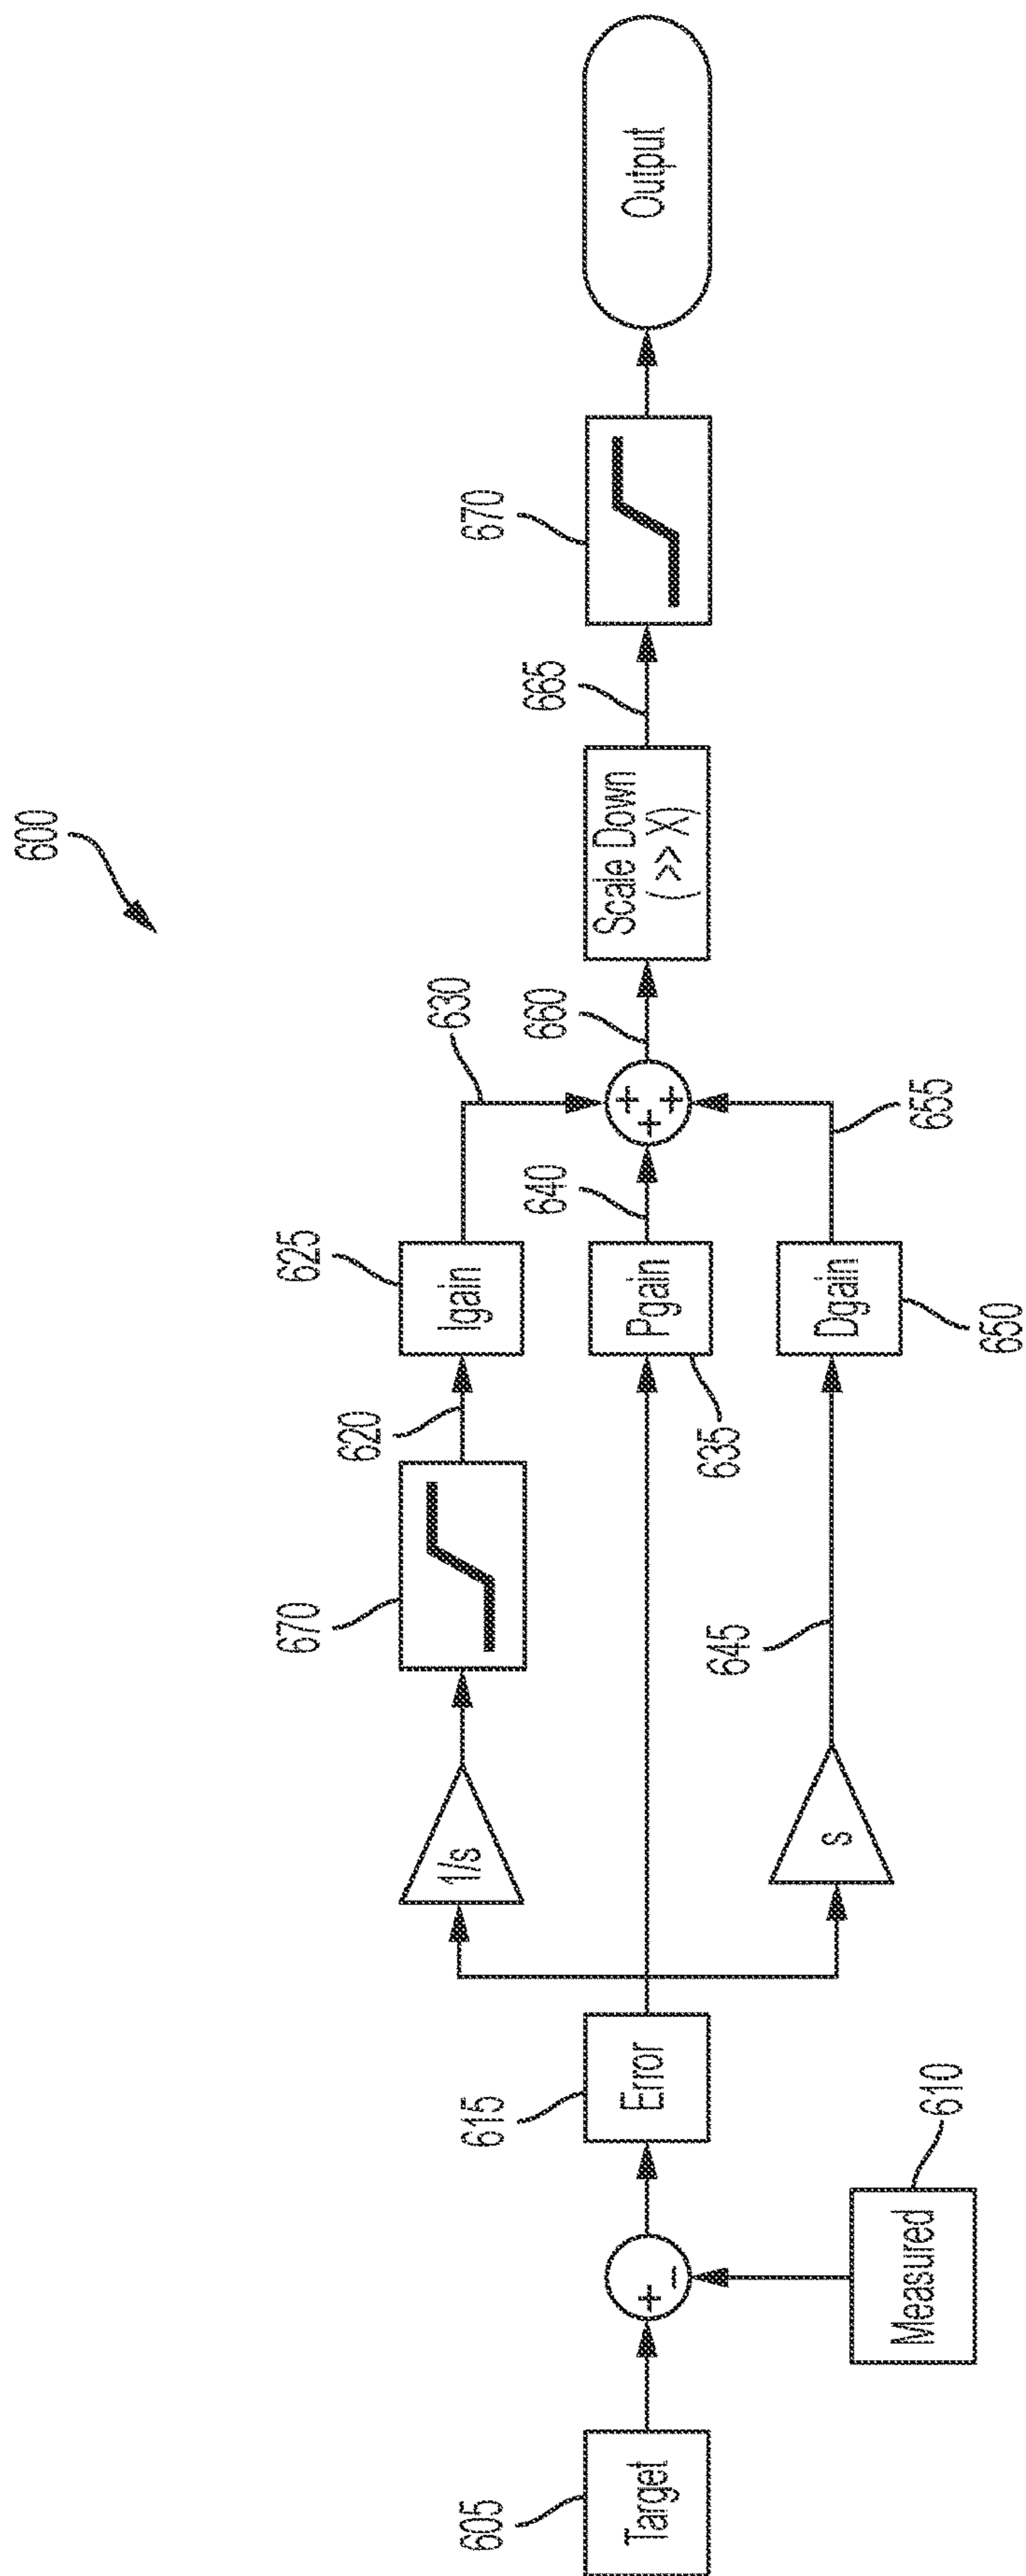 600
605
Target
+
−
Measured
610
615
Error
1/s
s
670
620
645
625
Igain
635
Pgain
650
Dgain
630
640
655
+
+
+
660
Scale Down
(>> X)
665
670
Output